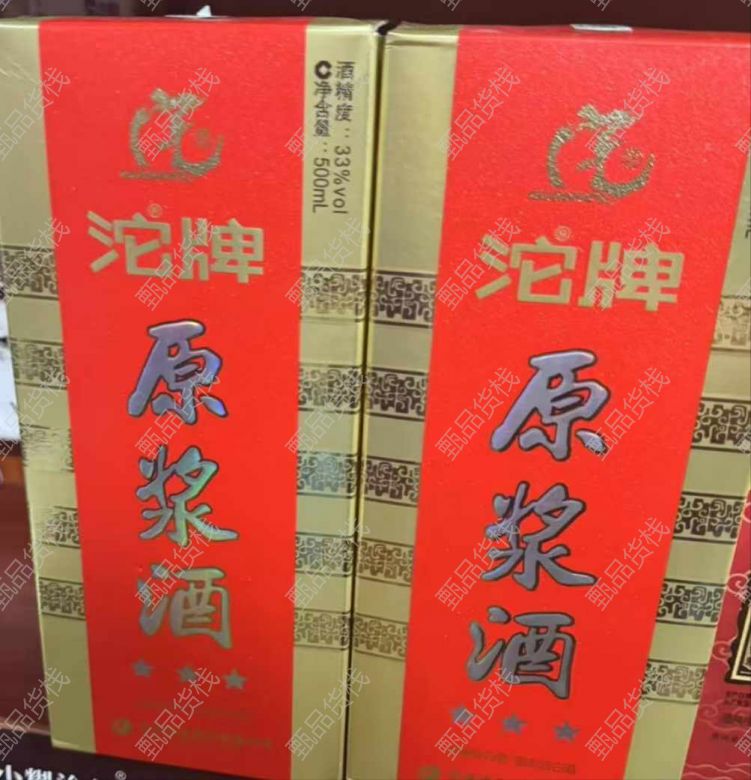 酒精度:33%vol
净含量:500mL
沱牌®
原浆酒
沱牌®
原浆酒
甄品货栈